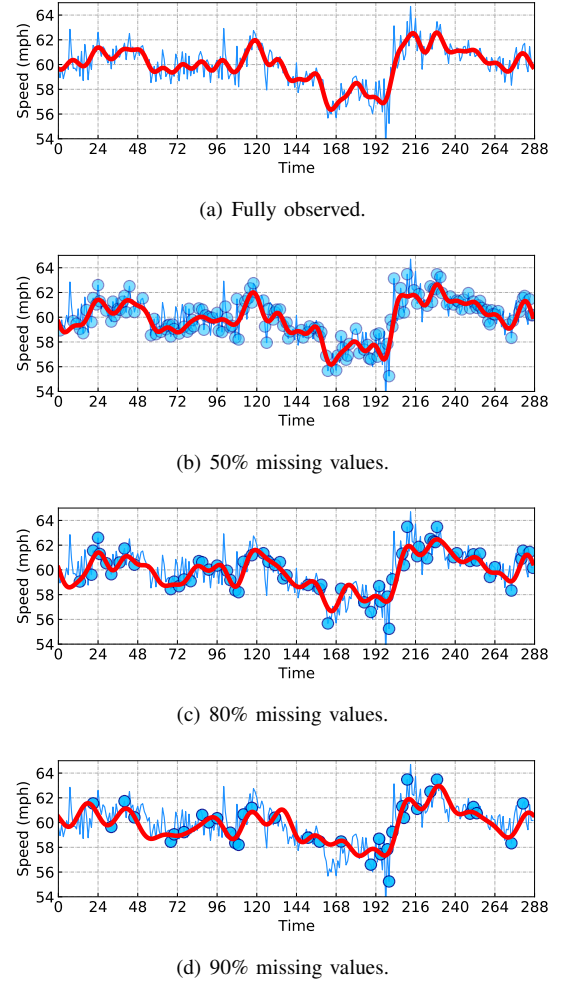 64
62
60
58
56
54
Speed (mph)
0 24 48 72 96 120 144 168 192 216 240 264 288
Time
(a) Fully observed.
64
62
60
58
56
54
Speed (mph)
0 24 48 72 96 120 144 168 192 216 240 264 288
Time
(b) 50% missing values.
64
62
60
58
56
54
Speed (mph)
0 24 48 72 96 120 144 168 192 216 240 264 288
Time
(c) 80% missing values.
64
62
60
58
56
54
Speed (mph)
0 24 48 72 96 120 144 168 192 216 240 264 288
Time
(d) 90% missing values.